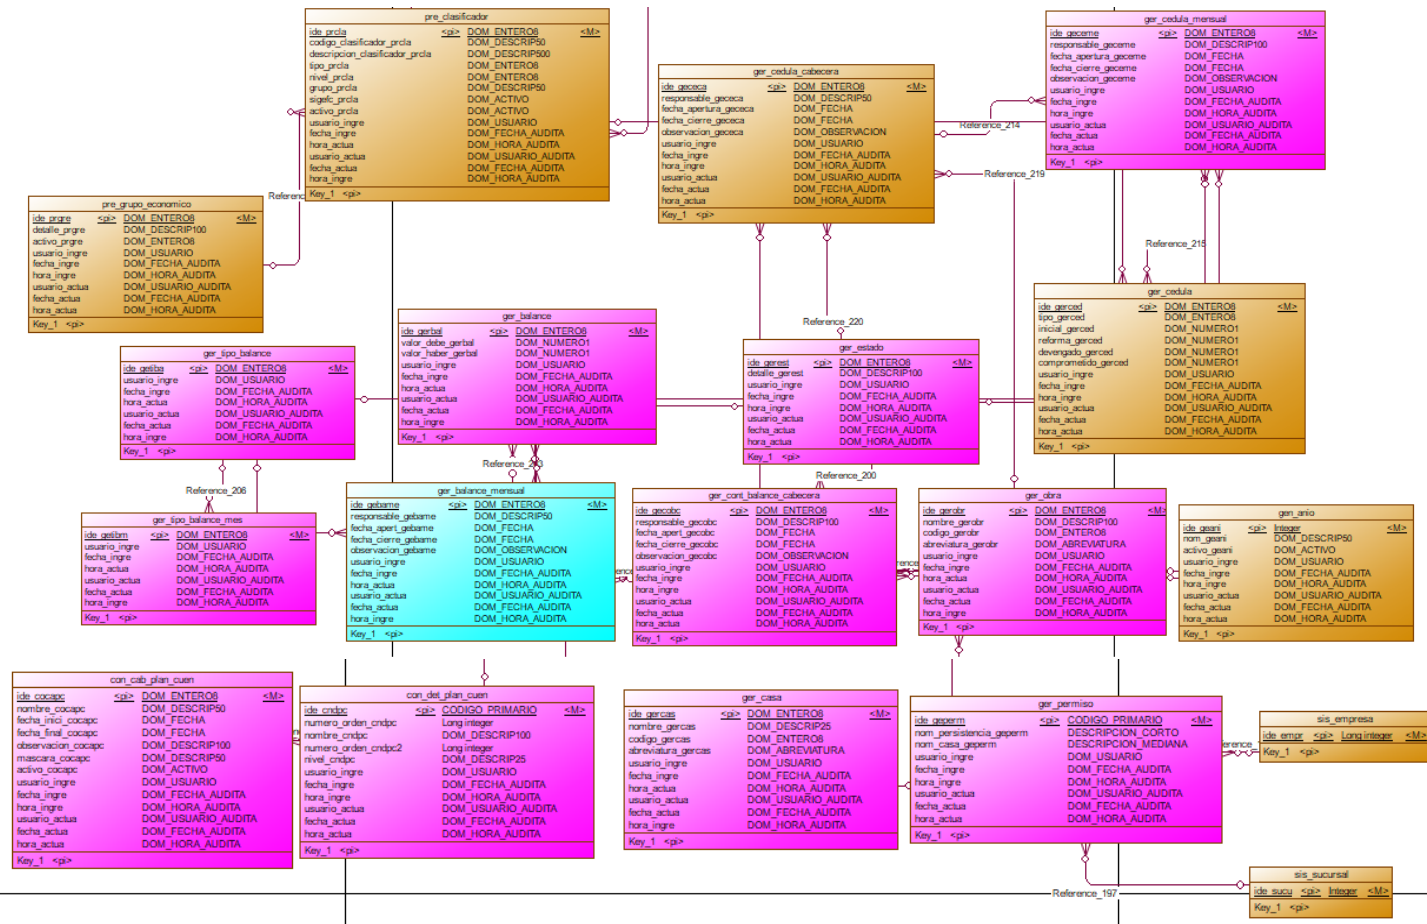 pre_clasificador
ide_prcla <pi> DOM_ENTERO8 <M>
codigo_clasificador_prcla DOM_DESCRIP50
descripcion_clasificador_prcla DOM_DESCRIP500
tipo_prcla DOM_ENTERO8
nivel_prcla DOM_ENTERO8
grupo_prcla DOM_DESCRIP50
sigefc_prcla DOM_ACTIVO
activo_prcla DOM_ACTIVO
usuario_ingre DOM_USUARIO
fecha_ingre DOM_FECHA_AUDITA
hora_actua DOM_HORA_AUDITA
usuario_actua DOM_USUARIO_AUDITA
fecha_actua DOM_FECHA_AUDITA
hora_ingre DOM_HORA_AUDITA
Key_1 <pi>
ger_cedula_mensual
ide_geceme <pi> DOM_ENTERO8 <M>
responsable_geceme DOM_DESCRIP100
fecha_apertura_geceme DOM_FECHA
fecha_cierre_geceme DOM_FECHA
observacion_geceme DOM_OBSERVACION
usuario_ingre DOM_USUARIO
fecha_ingre DOM_FECHA_AUDITA
hora_ingre DOM_HORA_AUDITA
usuario_actua DOM_USUARIO_AUDITA
fecha_actua DOM_FECHA_AUDITA
hora_actua DOM_HORA_AUDITA
Key_1 <pi>
ger_cedula_cabecera
ide_gececa <pi> DOM_ENTERO8 <M>
responsable_gececa DOM_DESCRIP50
fecha_apertura_gececa DOM_FECHA
fecha_cierre_gececa DOM_FECHA
observacion_gececa DOM_OBSERVACION
usuario_ingre DOM_USUARIO
fecha_ingre DOM_FECHA_AUDITA
hora_ingre DOM_HORA_AUDITA
usuario_actua DOM_USUARIO_AUDITA
fecha_actua DOM_FECHA_AUDITA
hora_actua DOM_HORA_AUDITA
Key_1 <pi>
Reference_214
Reference_219
pre_grupo_economico
ide_prgre <pi> DOM_ENTERO8 <M>
detalle_prgre DOM_DESCRIP100
activo_prgre DOM_ENTERO8
usuario_ingre DOM_USUARIO
fecha_ingre DOM_FECHA_AUDITA
hora_ingre DOM_HORA_AUDITA
usuario_actua DOM_USUARIO_AUDITA
fecha_actua DOM_FECHA_AUDITA
hora_actua DOM_HORA_AUDITA
Key_1 <pi>
Reference_215
ger_cedula
ide_gerced <pi> DOM_ENTERO8 <M>
tipo_gerced DOM_ENTERO8
inicial_gerced DOM_NUMERO1
reforma_gerced DOM_NUMERO1
devengado_gerced DOM_NUMERO1
comprometido_gerced DOM_NUMERO1
usuario_ingre DOM_USUARIO
fecha_ingre DOM_FECHA_AUDITA
hora_ingre DOM_HORA_AUDITA
usuario_actua DOM_USUARIO_AUDITA
fecha_actua DOM_FECHA_AUDITA
hora_actua DOM_HORA_AUDITA
Key_1 <pi>
ger_balance
ide_gerbal <pi> DOM_ENTERO8 <M>
valor_debe_gerbal DOM_NUMERO1
valor_haber_gerbal DOM_NUMERO1
usuario_ingre DOM_USUARIO
fecha_ingre DOM_FECHA_AUDITA
hora_actua DOM_HORA_AUDITA
usuario_actua DOM_USUARIO_AUDITA
fecha_actua DOM_FECHA_AUDITA
hora_ingre DOM_HORA_AUDITA
Key_1 <pi>
Reference_220
ger_estado
ide_gerest <pi> DOM_ENTERO8 <M>
detalle_gerest DOM_DESCRIP100
usuario_ingre DOM_USUARIO
fecha_ingre DOM_FECHA_AUDITA
hora_ingre DOM_HORA_AUDITA
usuario_actua DOM_USUARIO_AUDITA
fecha_actua DOM_FECHA_AUDITA
hora_actua DOM_HORA_AUDITA
Key_1 <pi>
ger_tipo_balance
ide_getiba <pi> DOM_ENTERO8 <M>
usuario_ingre DOM_USUARIO
fecha_ingre DOM_FECHA_AUDITA
hora_actua DOM_HORA_AUDITA
usuario_actua DOM_USUARIO_AUDITA
fecha_actua DOM_FECHA_AUDITA
hora_ingre DOM_HORA_AUDITA
Key_1 <pi>
Reference_200
Reference_206
ger_balance_mensual
ide_gebame <pi> DOM_ENTERO8 <M>
responsable_gebame DOM_DESCRIP50
fecha_apert_gebame DOM_FECHA
fecha_cierre_gebame DOM_FECHA
observacion_gebame DOM_OBSERVACION
usuario_ingre DOM_USUARIO
fecha_ingre DOM_FECHA_AUDITA
hora_actua DOM_HORA_AUDITA
usuario_actua DOM_USUARIO_AUDITA
fecha_actua DOM_FECHA_AUDITA
hora_ingre DOM_HORA_AUDITA
Key_1 <pi>
ger_cont_balance_cabecera
ide_gecobc <pi> DOM_ENTERO8 <M>
responsable_gecobc DOM_DESCRIP100
fecha_apert_gecobc DOM_FECHA
fecha_cierre_gecobc DOM_FECHA
observacion_gecobc DOM_OBSERVACION
usuario_ingre DOM_USUARIO
fecha_ingre DOM_FECHA_AUDITA
hora_ingre DOM_HORA_AUDITA
usuario_actua DOM_USUARIO_AUDITA
fecha_actua DOM_FECHA_AUDITA
hora_actua DOM_HORA_AUDITA
Key_1 <pi>
ger_obra
ide_gerobr <pi> DOM_ENTERO8 <M>
nombre_gerobr DOM_DESCRIP100
codigo_gerobr DOM_ENTERO8
abreviatura_gerobr DOM_ABREVIATURA
usuario_ingre DOM_USUARIO
fecha_ingre DOM_FECHA_AUDITA
hora_actua DOM_HORA_AUDITA
usuario_actua DOM_USUARIO_AUDITA
fecha_actua DOM_FECHA_AUDITA
hora_ingre DOM_HORA_AUDITA
Key_1 <pi>
gen_anio
ide_geani <pi> Integer <M>
nom_geani DOM_DESCRIP50
activo_geani DOM_ACTIVO
usuario_ingre DOM_USUARIO
fecha_ingre DOM_FECHA_AUDITA
hora_ingre DOM_HORA_AUDITA
usuario_actua DOM_USUARIO_AUDITA
fecha_actua DOM_FECHA_AUDITA
hora_actua DOM_HORA_AUDITA
Key_1 <pi>
ger_tipo_balance_mes
ide_getibm <pi> DOM_ENTERO8 <M>
usuario_ingre DOM_USUARIO
fecha_ingre DOM_FECHA_AUDITA
hora_actua DOM_HORA_AUDITA
usuario_actua DOM_USUARIO_AUDITA
fecha_actua DOM_FECHA_AUDITA
hora_ingre DOM_HORA_AUDITA
Key_1 <pi>
con_cab_plan_cuen
ide_cocapc <pi> DOM_ENTERO8 <M>
nombre_cocapc DOM_DESCRIP50
fecha_inici_cocapc DOM_FECHA
fecha_final_cocapc DOM_FECHA
observacion_cocapc DOM_DESCRIP100
mascara_cocapc DOM_DESCRIP50
activo_cocapc DOM_ACTIVO
usuario_ingre DOM_USUARIO
fecha_ingre DOM_FECHA_AUDITA
hora_ingre DOM_HORA_AUDITA
usuario_actua DOM_USUARIO_AUDITA
fecha_actua DOM_FECHA_AUDITA
hora_actua DOM_HORA_AUDITA
Key_1 <pi>
con_det_plan_cuen
ide_cndpc <pi> CODIGO_PRIMARIO <M>
numero_orden_cndpc Long integer
nombre_cndpc DOM_DESCRIP100
numero_orden_cndpc2 Long integer
nivel_cndpc DOM_DESCRIP25
usuario_ingre DOM_USUARIO
fecha_ingre DOM_FECHA_AUDITA
hora_ingre DOM_HORA_AUDITA
usuario_actua DOM_USUARIO_AUDITA
fecha_actua DOM_FECHA_AUDITA
hora_actua DOM_HORA_AUDITA
Key_1 <pi>
ger_casa
ide_gercas <pi> DOM_ENTERO8 <M>
nombre_gercas DOM_DESCRIP25
codigo_gercas DOM_ENTERO8
abreviatura_gercas DOM_ABREVIATURA
usuario_ingre DOM_USUARIO
fecha_ingre DOM_FECHA_AUDITA
hora_actua DOM_HORA_AUDITA
usuario_actua DOM_USUARIO_AUDITA
fecha_actua DOM_FECHA_AUDITA
hora_ingre DOM_HORA_AUDITA
Key_1 <pi>
ger_permiso
ide_geperm <pi> CODIGO_PRIMARIO <M>
nom_persistencia_geperm DESCRIPCION_CORTO
nom_casa_geperm DESCRIPCION_MEDIANA
usuario_ingre DOM_USUARIO
fecha_ingre DOM_FECHA_AUDITA
hora_ingre DOM_HORA_AUDITA
usuario_actua DOM_USUARIO_AUDITA
fecha_actua DOM_FECHA_AUDITA
hora_actua DOM_HORA_AUDITA
Key_1 <pi>
sis_empresa
ide_empr <pi> Long integer <M>
Key_1 <pi>
sis_sucursal
ide_sucu <pi> Integer <M>
Key_1 <pi>
Reference_197